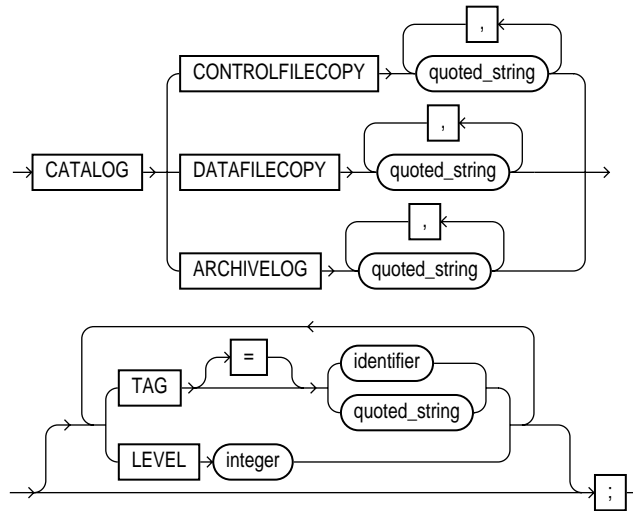 ,
CONTROLFILECOPY quoted_string
,
CATALOG DATAFILECOPY quoted_string
,
ARCHIVELOG quoted_string
=
identifier
TAG
quoted_string
LEVEL integer
;